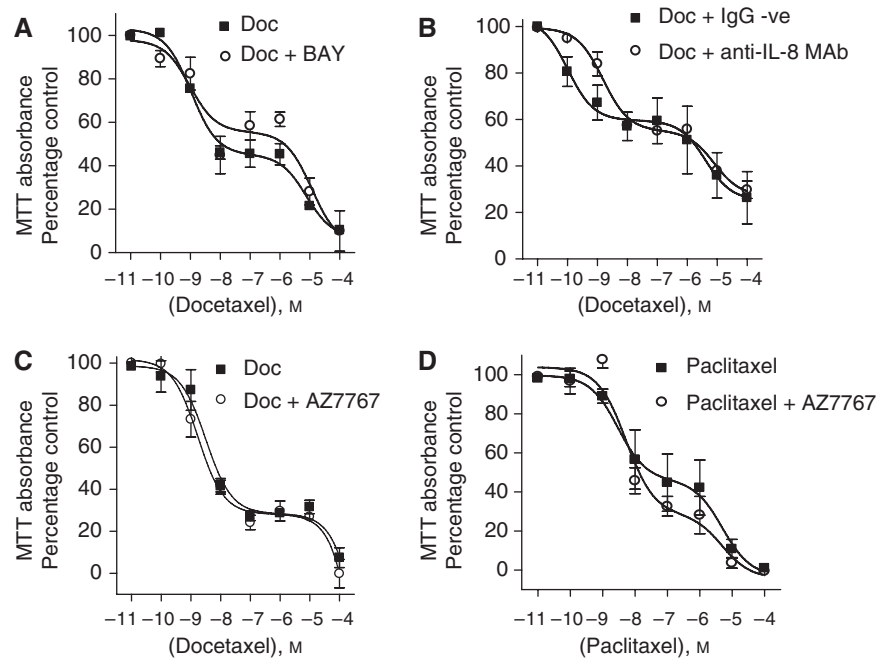 A
Doc
Doc + BAY
MTT absorbance
Percentage control
100
80
60
40
20
0
−11 −10 −9 −8 −7 −6 −5 −4
(Docetaxel), M
B
Doc + IgG -ve
Doc + anti-IL-8 MAb
MTT absorbance
Percentage control
100
80
60
40
20
0
−11 −10 −9 −8 −7 −6 −5 −4
(Docetaxel), M
C
Doc
Doc + AZ7767
MTT absorbance
Percentage control
100
80
60
40
20
0
−11 −10 −9 −8 −7 −6 −5 −4
(Docetaxel), M
D
Paclitaxel
Paclitaxel + AZ7767
MTT absorbance
Percentage control
100
80
60
40
20
0
−11 −10 −9 −8 −7 −6 −5 −4
(Paclitaxel), M